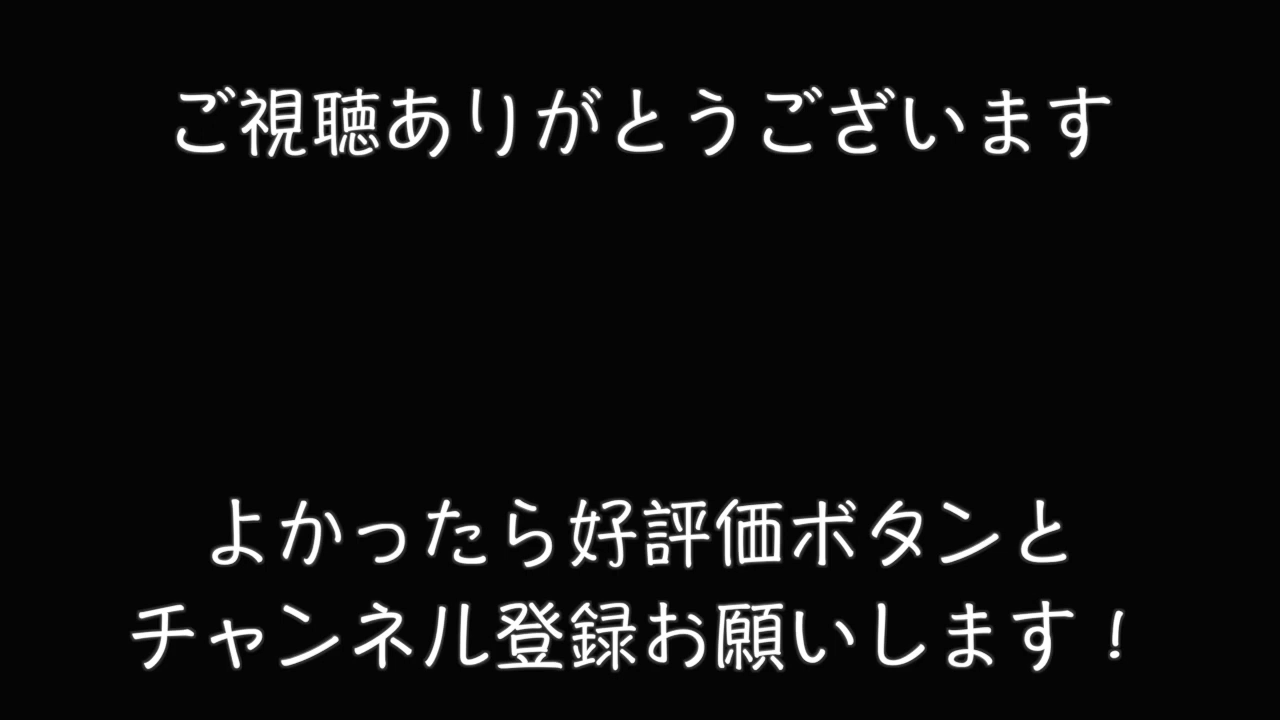 ご視聴ありがとうございます
よかったら好評価ボタンと
チャンネル登録お願いします！